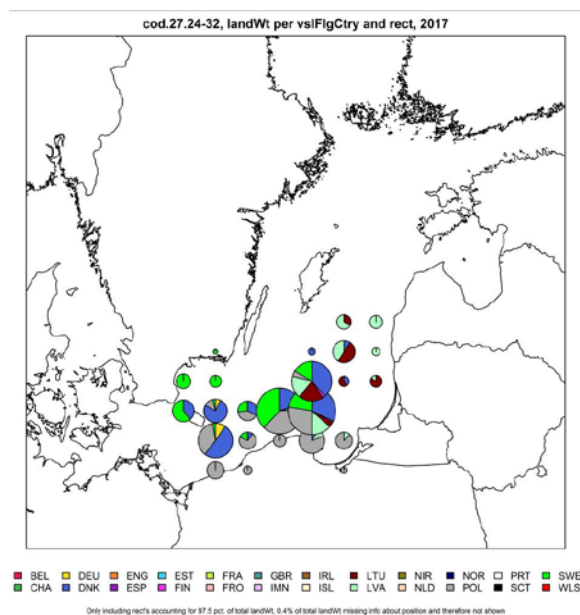 cod.27.24-32, landWt per vslFlgCtry and rect, 2017
BEL DEU ENG EST FRA GBR IRL LTU NIR NOR PRT SWE
CHA DNK ESP FIN FRO IMN ISL LVA NLD POL SCT WLS
Only including rect's accounting for 97.5 pct. of total landWt, 0.4% of total landWt missing info about position and therefore not shown